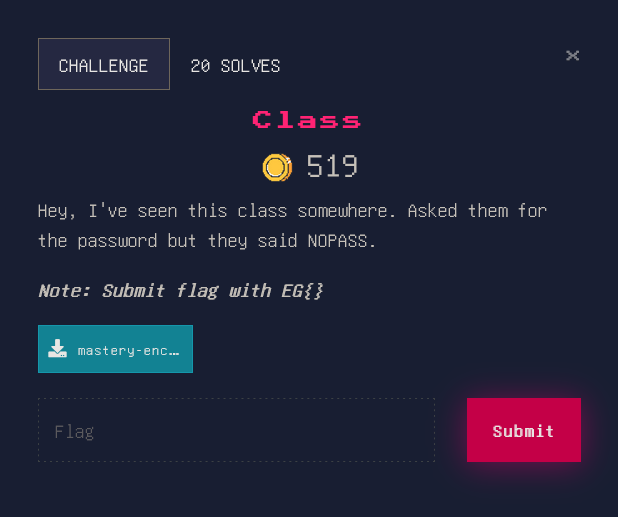 CHALLENGE
20 SOLVES
×
Class
519
Hey, I've seen this class somewhere. Asked them for
the password but they said NOPASS.
Note: Submit flag with EG{}
mastery-enc…
Flag
Submit